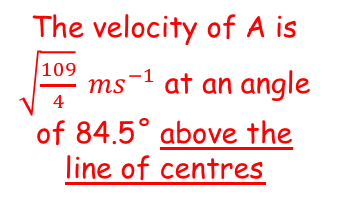 The velocity of A is
√(109/4) ms⁻¹ at an angle
of 84.5° above the
line of centres